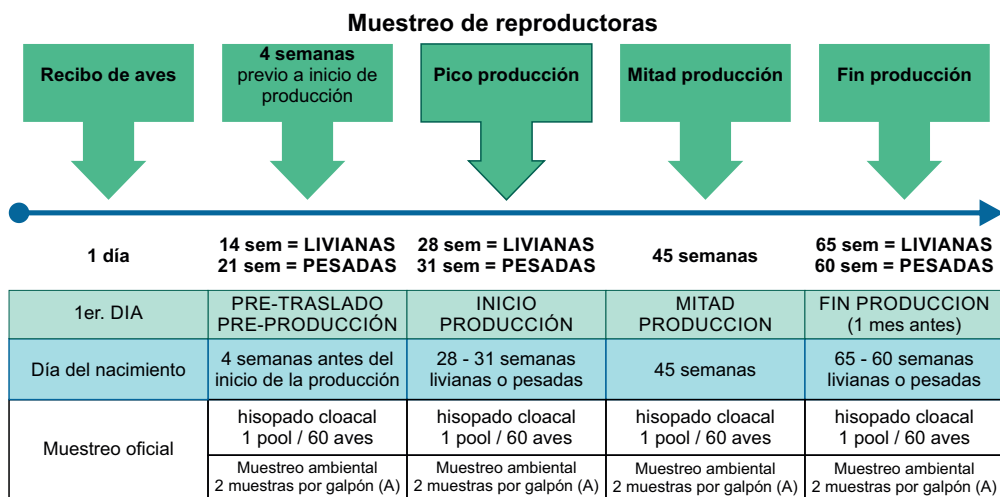 Muestreo de reproductoras
Recibo de aves
4 semanas
previo a inicio de
producción
Pico producción
Mitad producción
Fin producción
1 día
14 sem = LIVIANAS
21 sem = PESADAS
28 sem = LIVIANAS
31 sem = PESADAS
45 semanas
65 sem = LIVIANAS
60 sem = PESADAS
1er. DIA
PRE-TRASLADO
PRE-PRODUCCIÓN
INICIO
PRODUCCIÓN
MITAD
PRODUCCION
FIN PRODUCCION
(1 mes antes)
Día del nacimiento
4 semanas antes del
inicio de la producción
28 - 31 semanas
livianas o pesadas
45 semanas
65 - 60 semanas
livianas o pesadas
Muestreo oficial
hisopado cloacal
1 pool / 60 aves
hisopado cloacal
1 pool / 60 aves
hisopado cloacal
1 pool / 60 aves
hisopado cloacal
1 pool / 60 aves
Muestreo ambiental
2 muestras por galpón (A)
Muestreo ambiental
2 muestras por galpón (A)
Muestreo ambiental
2 muestras por galpón (A)
Muestreo ambiental
2 muestras por galpón (A)